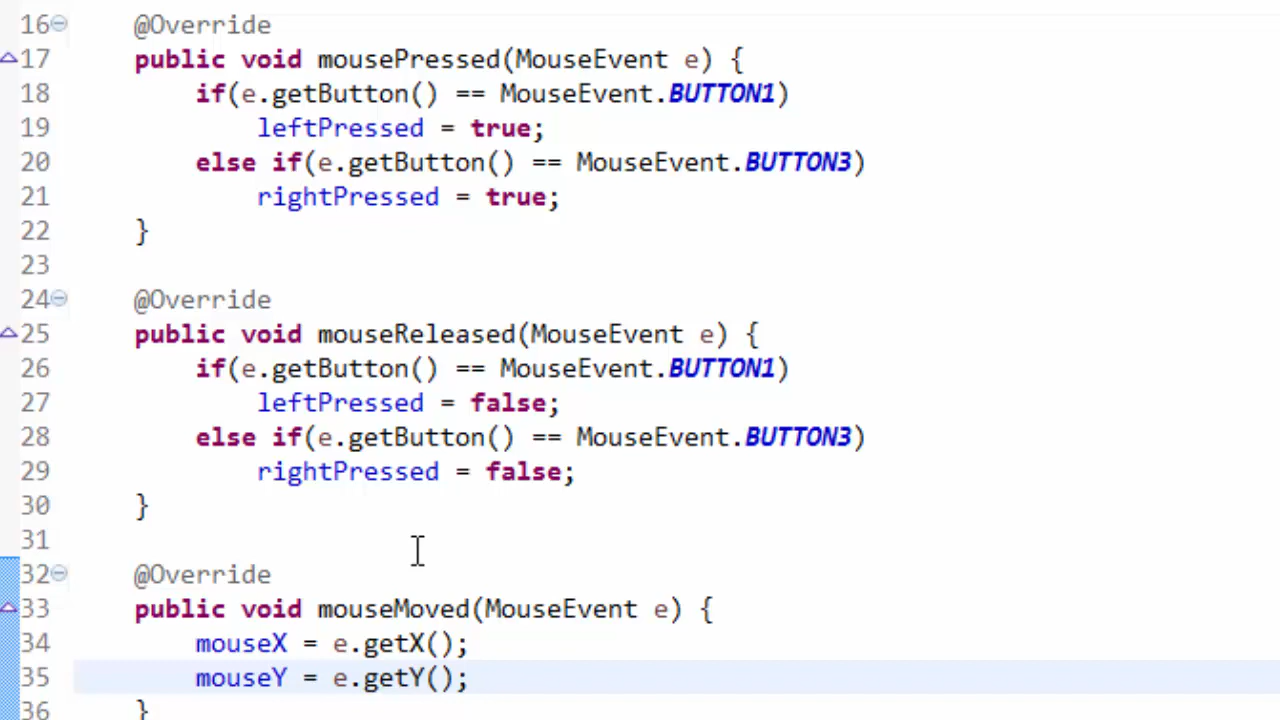 16 @Override
17 public void mousePressed(MouseEvent e) {
18 if(e.getButton() == MouseEvent.BUTTON1)
19 leftPressed = true;
20 else if(e.getButton() == MouseEvent.BUTTON3)
21 rightPressed = true;
22 }
23
24 @Override
25 public void mouseReleased(MouseEvent e) {
26 if(e.getButton() == MouseEvent.BUTTON1)
27 leftPressed = false;
28 else if(e.getButton() == MouseEvent.BUTTON3)
29 rightPressed = false;
30 }
31
32 @Override
33 public void mouseMoved(MouseEvent e) {
34 mouseX = e.getX();
35 mouseY = e.getY();
36 }